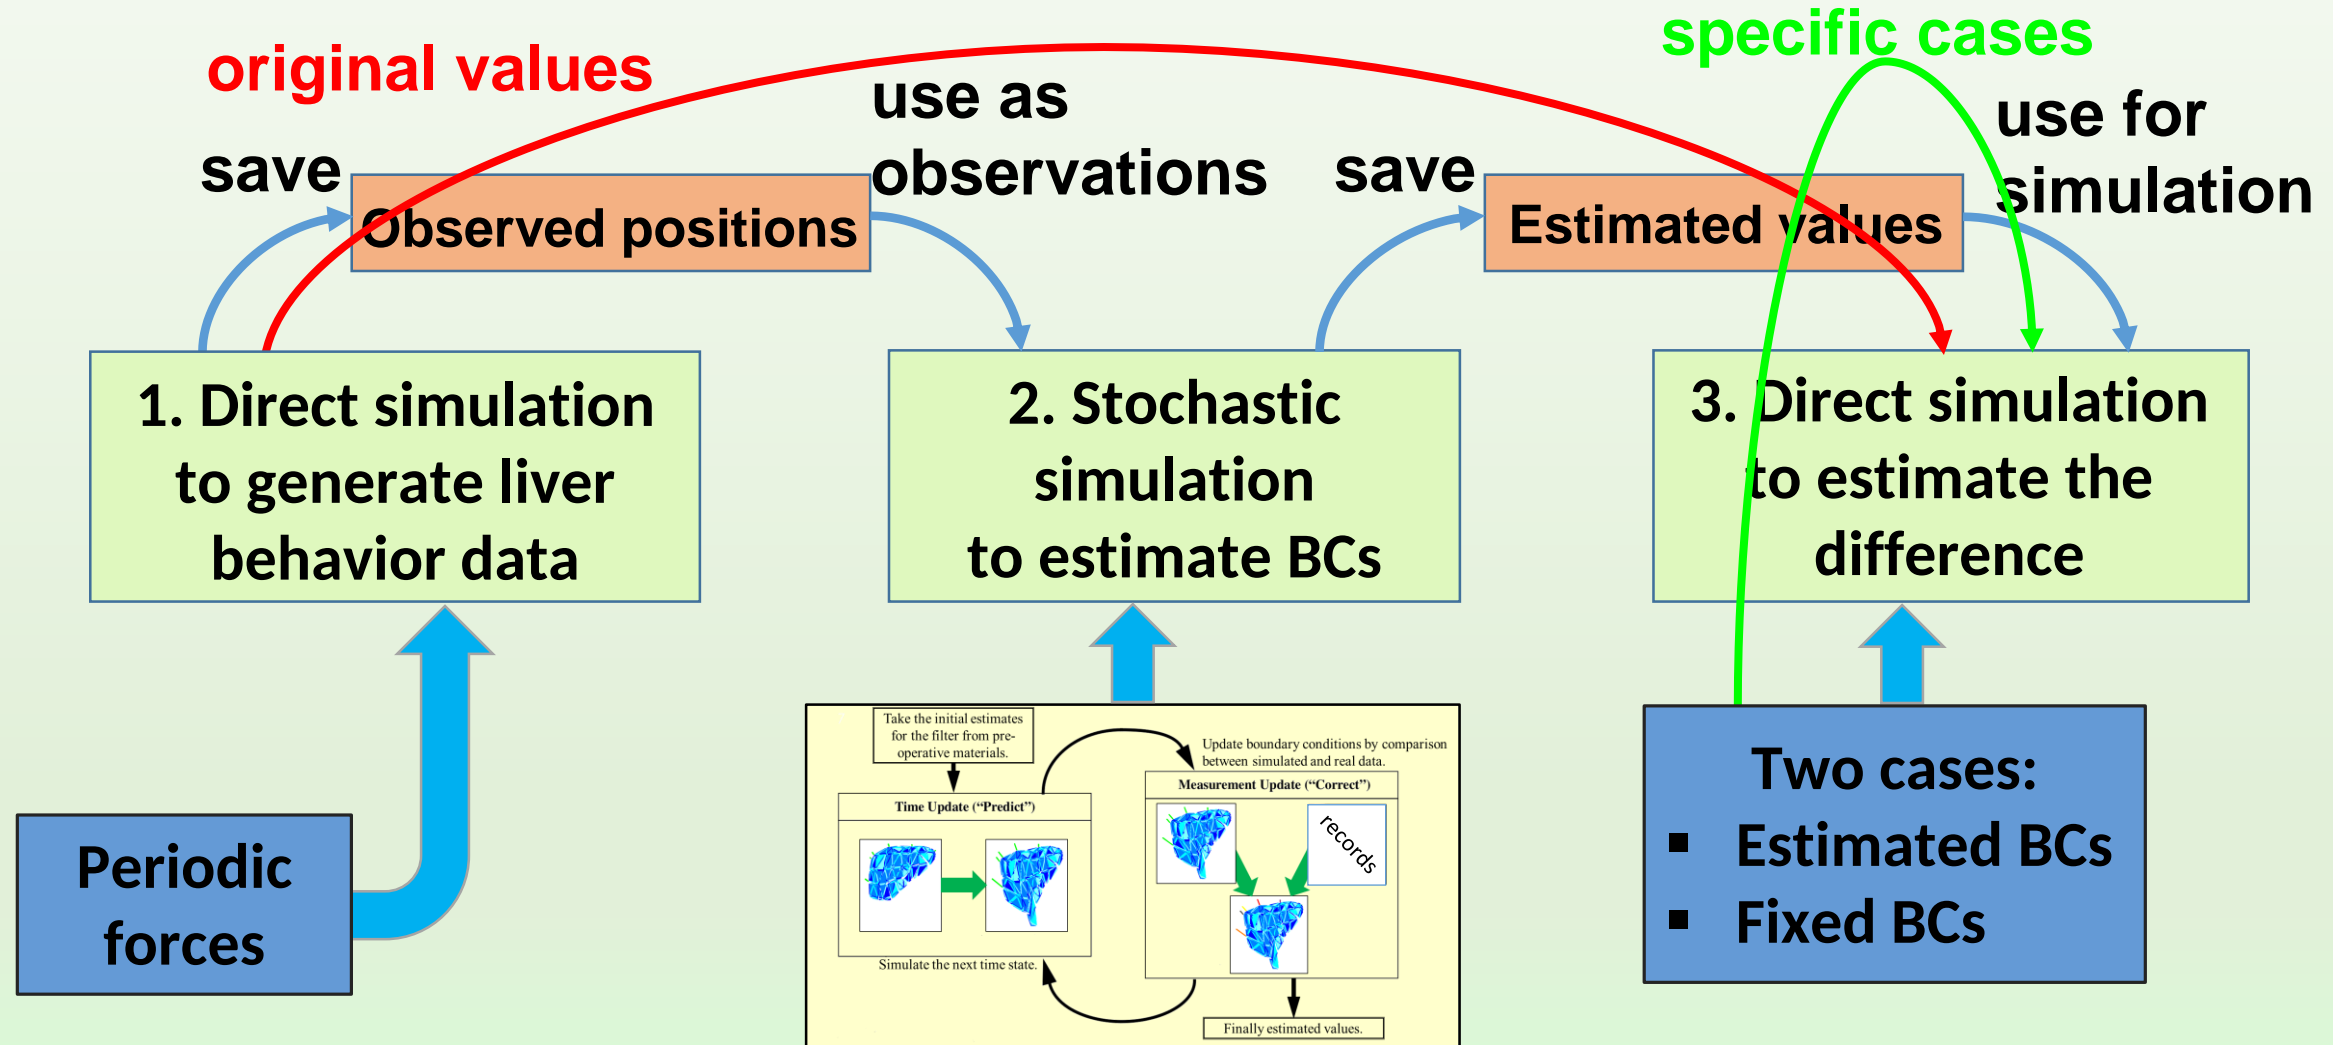 original values
specific cases
save
use as
observations
save
use for
simulation
Observed positions
Estimated values
1. Direct simulation
to generate liver
behavior data
2. Stochastic
simulation
to estimate BCs
3. Direct simulation
to estimate the
difference
Periodic
forces
Take the initial estimates
for the filter from pre-
operative materials.
Update boundary conditions by comparison
between simulated and real data.
Time Update (“Predict”)
Measurement Update (“Correct”)
records
Simulate the next time state.
Finally estimated values.
Two cases:
▪ Estimated BCs
▪ Fixed BCs